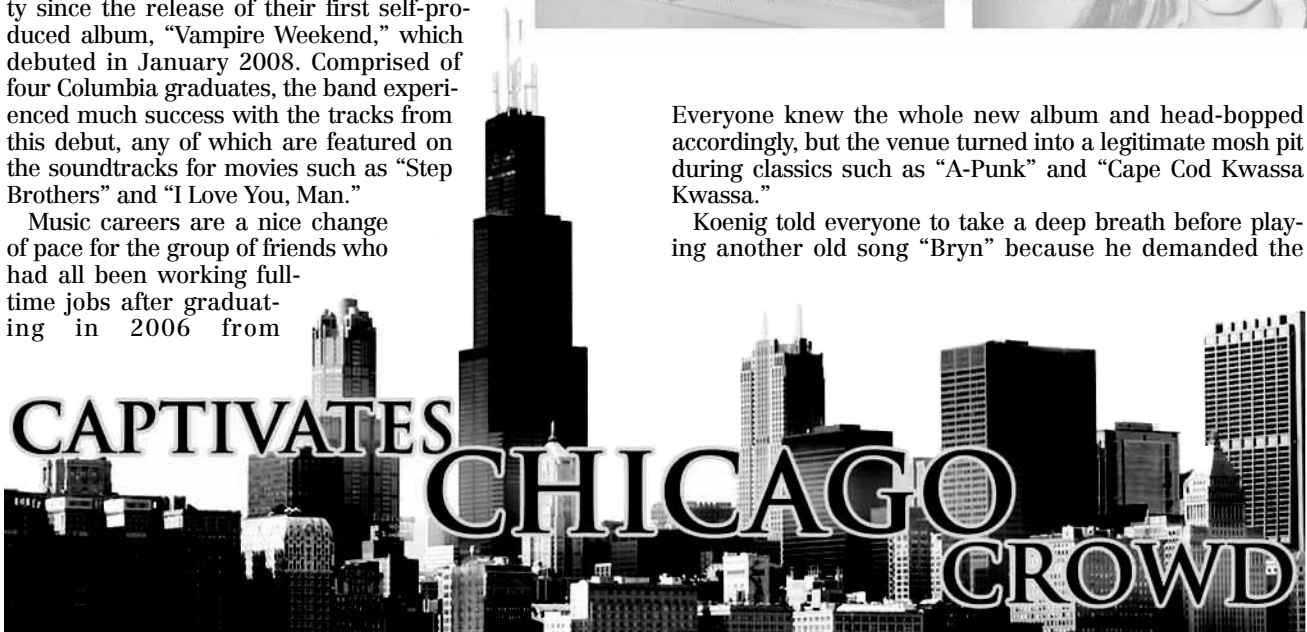 ty since the release of their first self-pro-
duced album, “Vampire Weekend,” which
debuted in January 2008. Comprised of
four Columbia graduates, the band experi-
enced much success with the tracks from
this debut, any of which are featured on
the soundtracks for movies such as “Step
Brothers” and “I Love You, Man.”
Music careers are a nice change
of pace for the group of friends who
had all been working full-
time jobs after graduat-
ing in 2006 from
Everyone knew the whole new album and head-bopped
accordingly, but the venue turned into a legitimate mosh pit
during classics such as “A-Punk” and “Cape Cod Kwassa
Kwassa.”
Koenig told everyone to take a deep breath before play-
ing another old song “Bryn” because he demanded the
CAPTIVATES
CHICAGO
CROWD